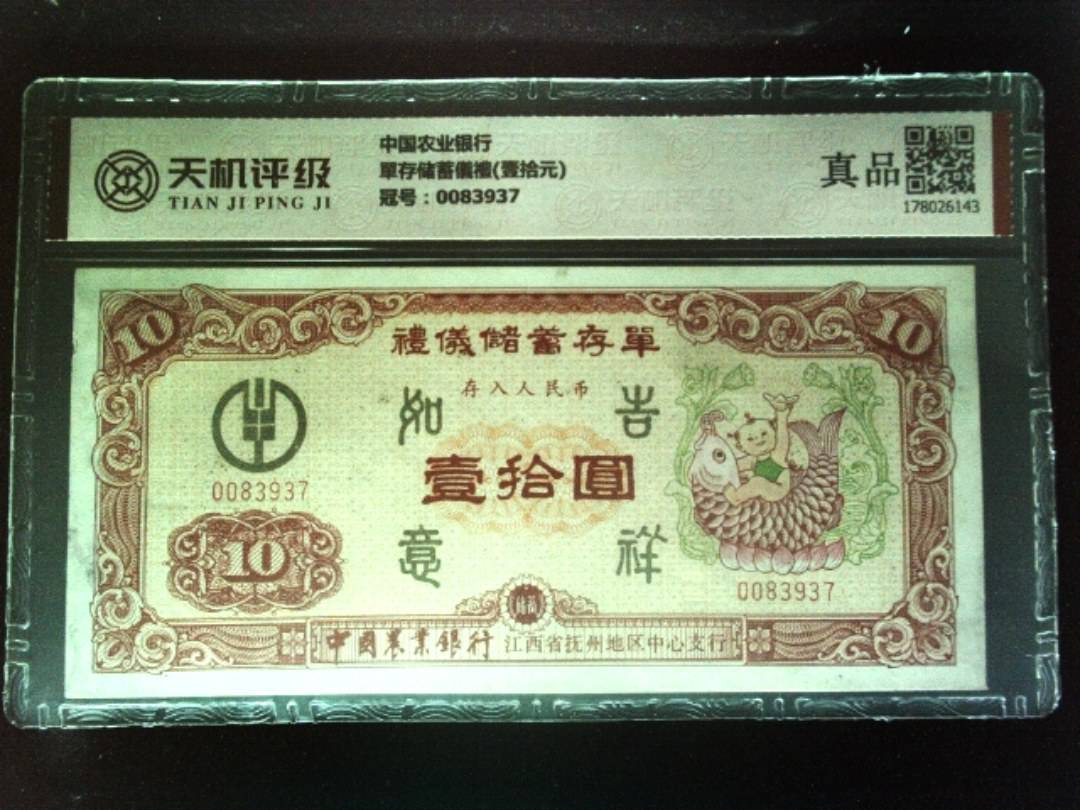 天机评级
TIAN JI PING JI
中国农业银行
單存储蓄儀禮(壹拾元)
冠号：0083937
真品
178026143
10
10
禮儀儲蓄存單
存入人民币
如
吉
壹拾圓
0083937
10
意
祥
0083937
中國農業銀行 江西省抚州地区中心支行